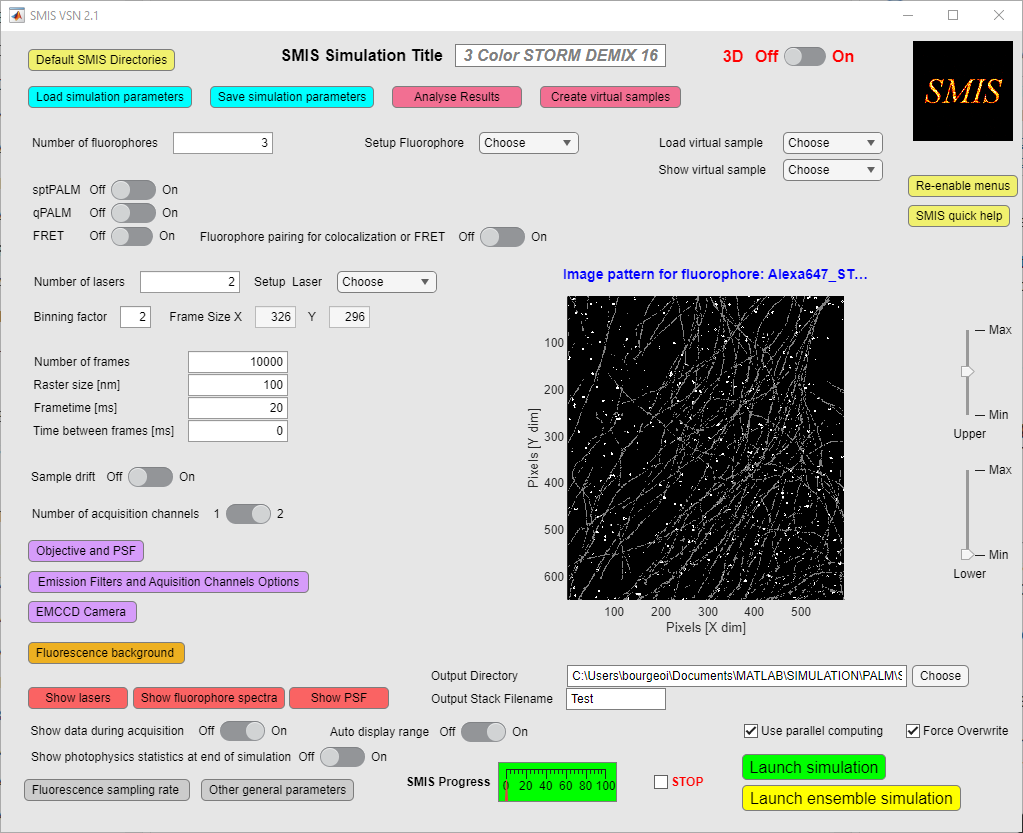 SMIS VSN 2.1
Default SMIS Directories
SMIS Simulation Title 3 Color STORM DEMIX 16
3D Off On
SMIS
Load simulation parameters Save simulation parameters Analyse Results Create virtual samples
Number of fluorophores 3 Setup Fluorophore Choose Load virtual sample Choose
Show virtual sample Choose
Re-enable menus
SMIS quick help
sptPALM Off On
qPALM Off On
FRET Off On Fluorophore pairing for colocalization or FRET Off On
Number of lasers 2 Setup Laser Choose
Binning factor 2 Frame Size X 326 Y 296
Number of frames 10000
Raster size [nm] 100
Frametime [ms] 20
Time between frames [ms] 0
Sample drift Off On
Number of acquisition channels 1 2
Objective and PSF
Emission Filters and Aquisition Channels Options
EMCCD Camera
Fluorescence background
Image pattern for fluorophore: Alexa647_ST...
Pixels [Y dim]
100
200
300
400
500
600
100 200 300 400 500
Pixels [X dim]
Max
Min
Upper
Max
Min
Lower
Output Directory C:\Users\bourgeoi\Documents\MATLAB\SIMULATION\PALM\S Choose
Output Stack Filename Test
Show lasers Show fluorophore spectra Show PSF
Show data during acquisition Off On Auto display range Off On
Use parallel computing Force Overwrite
Show photophysics statistics at end of simulation Off On
Fluorescence sampling rate Other general parameters
SMIS Progress 0 20 40 60 80 100
STOP
Launch simulation
Launch ensemble simulation